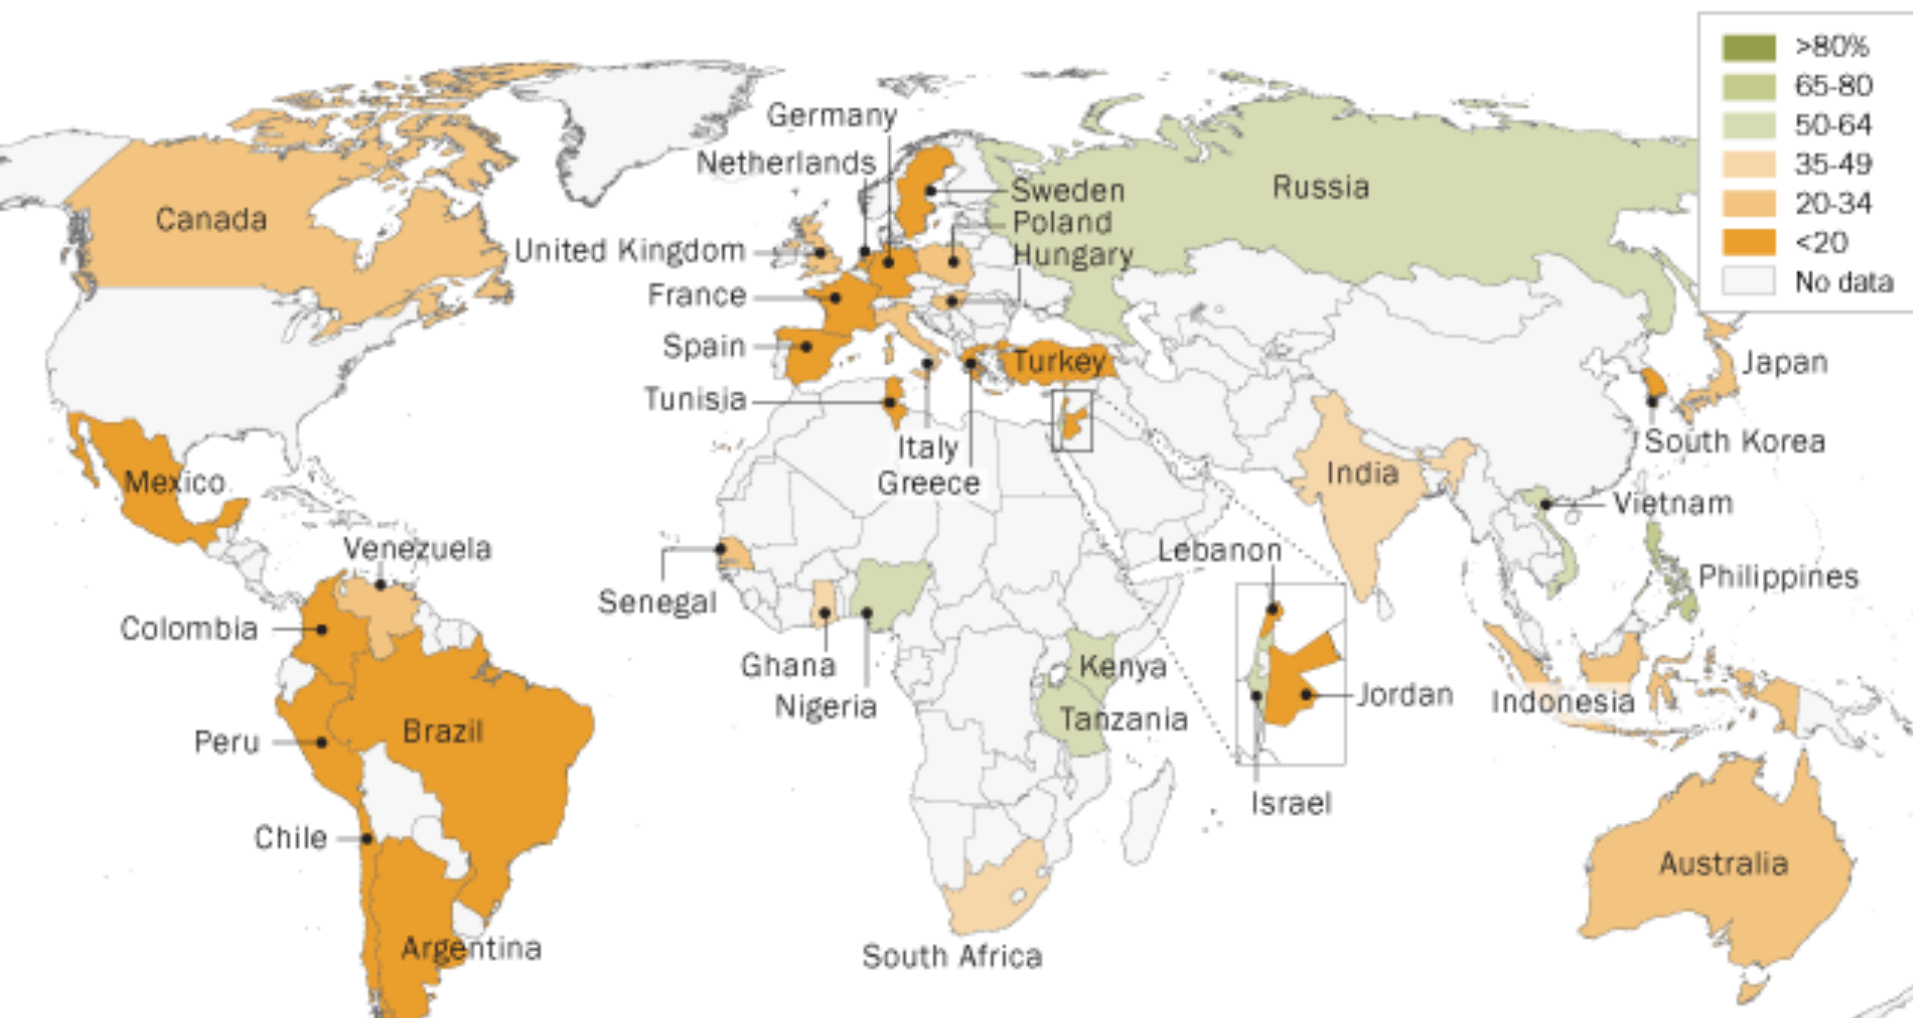 >80%
65-80
50-64
35-49
20-34
<20
No data
Germany
Netherlands
Sweden
Russia
Canada
Poland
United Kingdom
Hungary
France
Spain
Turkey
Japan
Tunisia
Italy
South Korea
Mexico
Greece
India
Vietnam
Venezuela
Lebanon
Philippines
Senegal
Colombia
Ghana
Kenya
Nigeria
Jordan
Indonesia
Tanzania
Peru
Brazil
Israel
Chile
Australia
Argentina
South Africa